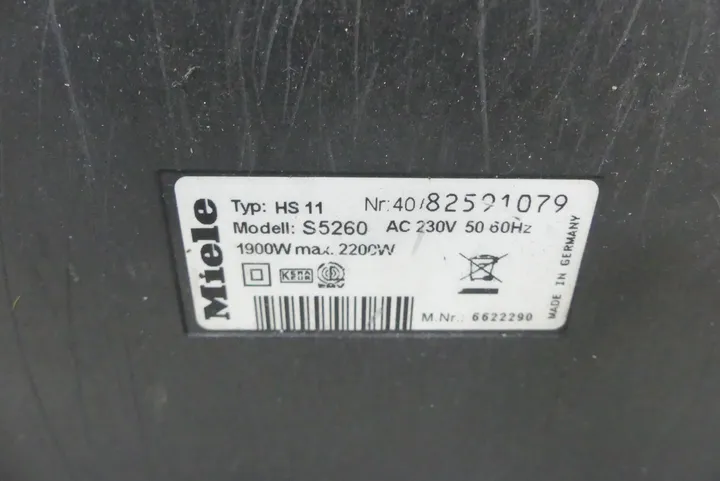 Miele
Typ: HS 11 Nr: 40/82591079
Modell: S5260 AC 230V 50 60Hz
1900W max. 2200W
M.Nr.: 6622290
MADE IN GERMANY